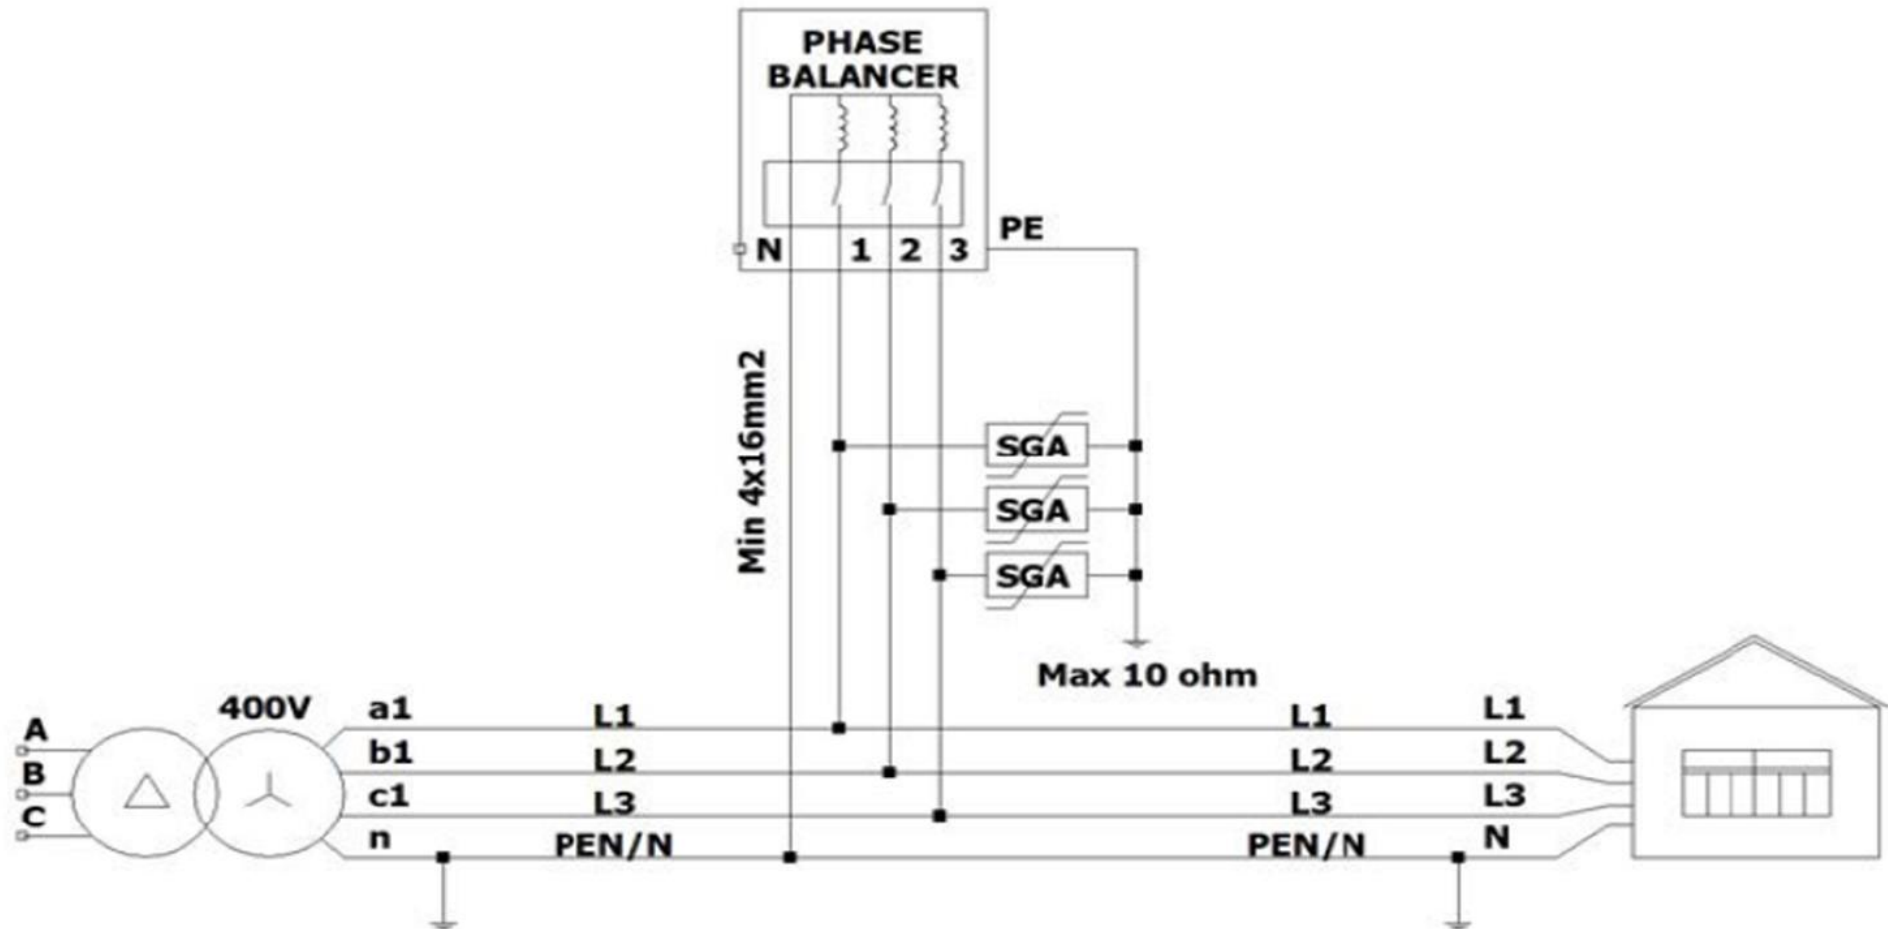 PHASE
BALANCER
N 1 2 3
PE
Min 4x16mm2
SGA
SGA
SGA
Max 10 ohm
400V
A
B
C
a1
b1
c1
n
L1
L2
L3
PEN/N
L1
L2
L3
PEN/N
L1
L2
L3
N